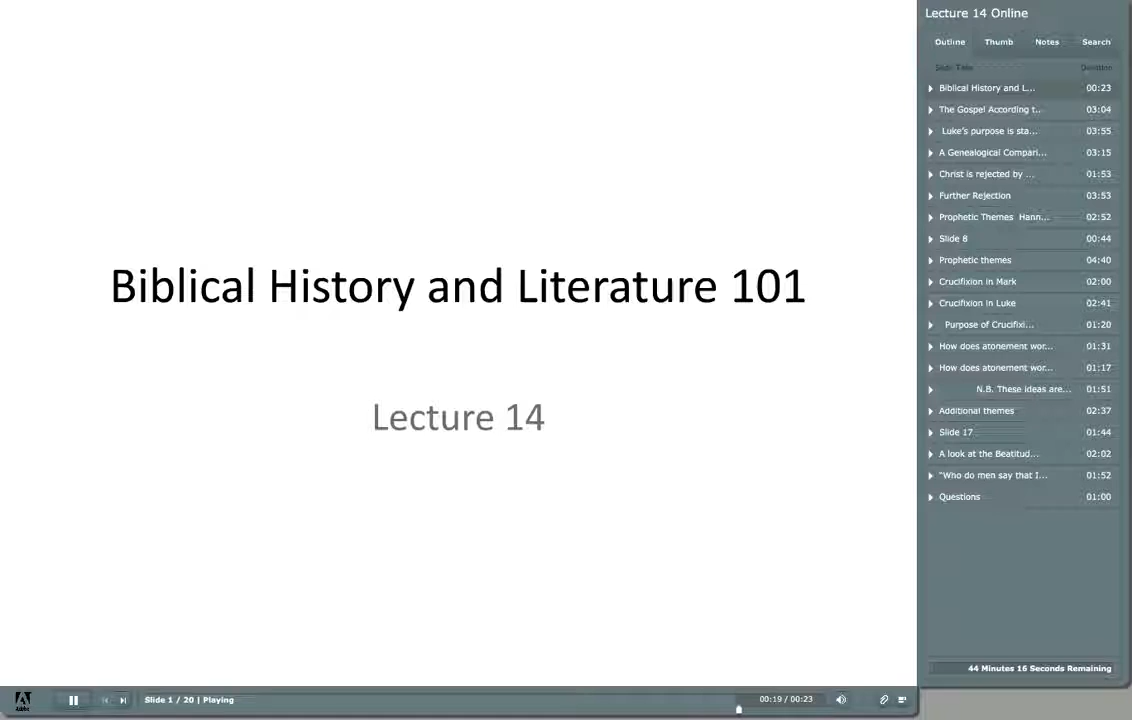 Biblical History and Literature 101
Lecture 14
Lecture 14 Online
Outline Thumb Notes Search
Slide Title Duration
Biblical History and L... 00:23
The Gospel According t... 03:04
Luke's purpose is sta... 03:55
A Genealogical Compari... 03:15
Christ is rejected by ... 01:53
Further Rejection 03:53
Prophetic Themes Hann... 02:52
Slide 8 00:44
Prophetic themes 04:40
Crucifixion in Mark 02:00
Crucifixion in Luke 02:41
Purpose of Crucifixi... 01:20
How does atonement wor... 01:31
How does atonement wor... 01:17
N.B. These ideas are... 01:51
Additional themes 02:37
Slide 17 01:44
A look at the Beatitud... 02:02
"Who do men say that I... 01:52
Questions 01:00
44 Minutes 16 Seconds Remaining
Adobe
Slide 1 / 20 | Playing
00:19 / 00:23